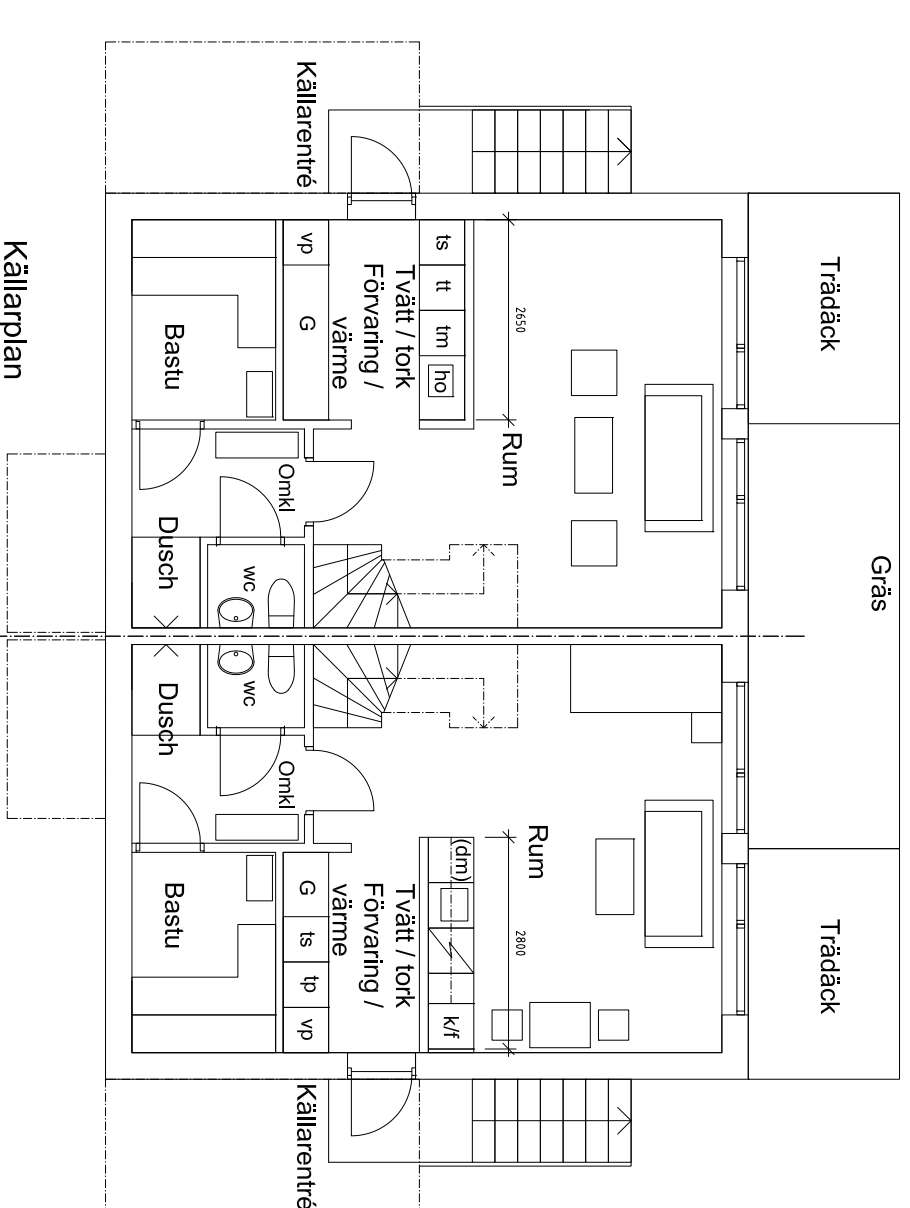 Källarplan
Källarentré
Trädäck
vp
G
Tvätt / tork
Förvaring /
värme
ts
tt
tm
ho
2650
Bastu
Rum
Omkl
Dusch
wc
Gräs
wc
Dusch
Omkl
Rum
(dm)
k/f
2800
Tvätt / tork
Förvaring /
värme
G
ts
tp
vp
Bastu
Trädäck
Källarentré